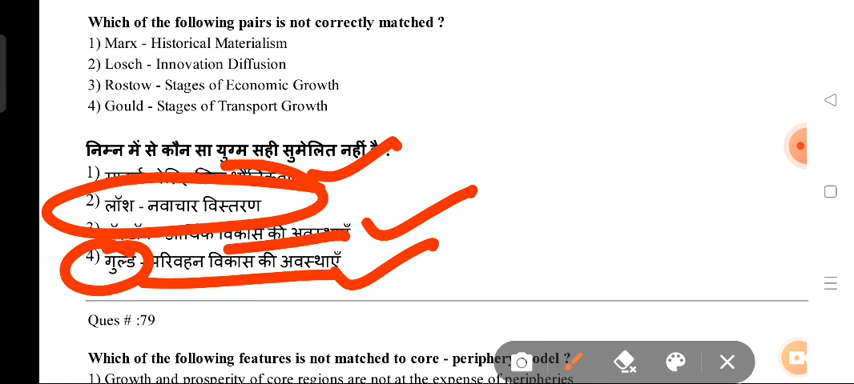 Which of the following pairs is not correctly matched ?
1) Marx - Historical Materialism
2) Losch - Innovation Diffusion
3) Rostow - Stages of Economic Growth
4) Gould - Stages of Transport Growth
निम्न में से कौन सा युग्म सही सुमेलित नहीं है ?
1)
2) लॉश - नवाचार विस्तरण
3) आर्थिक विकास की अवस्थाएँ
4) गुल्ड - परिवहन विकास की अवस्थाएँ
Ques # :79
Which of the following features is not matched to core - periphery model ?
1) Growth and prosperity of core regions are not at the expense of peripheries